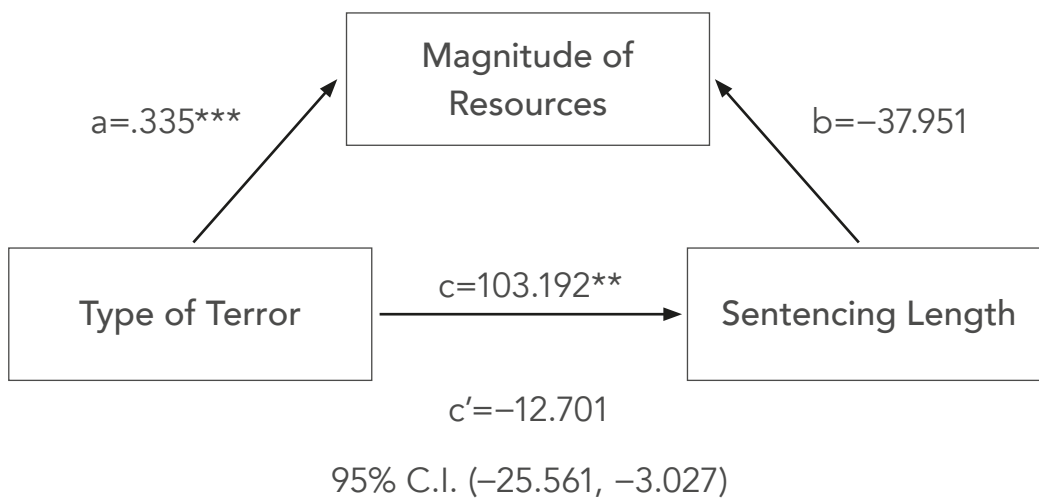 Magnitude of
Resources
a=.335***
b=−37.951
c=103.192**
Type of Terror
Sentencing Length
c’=−12.701
95% C.I. (−25.561, −3.027)